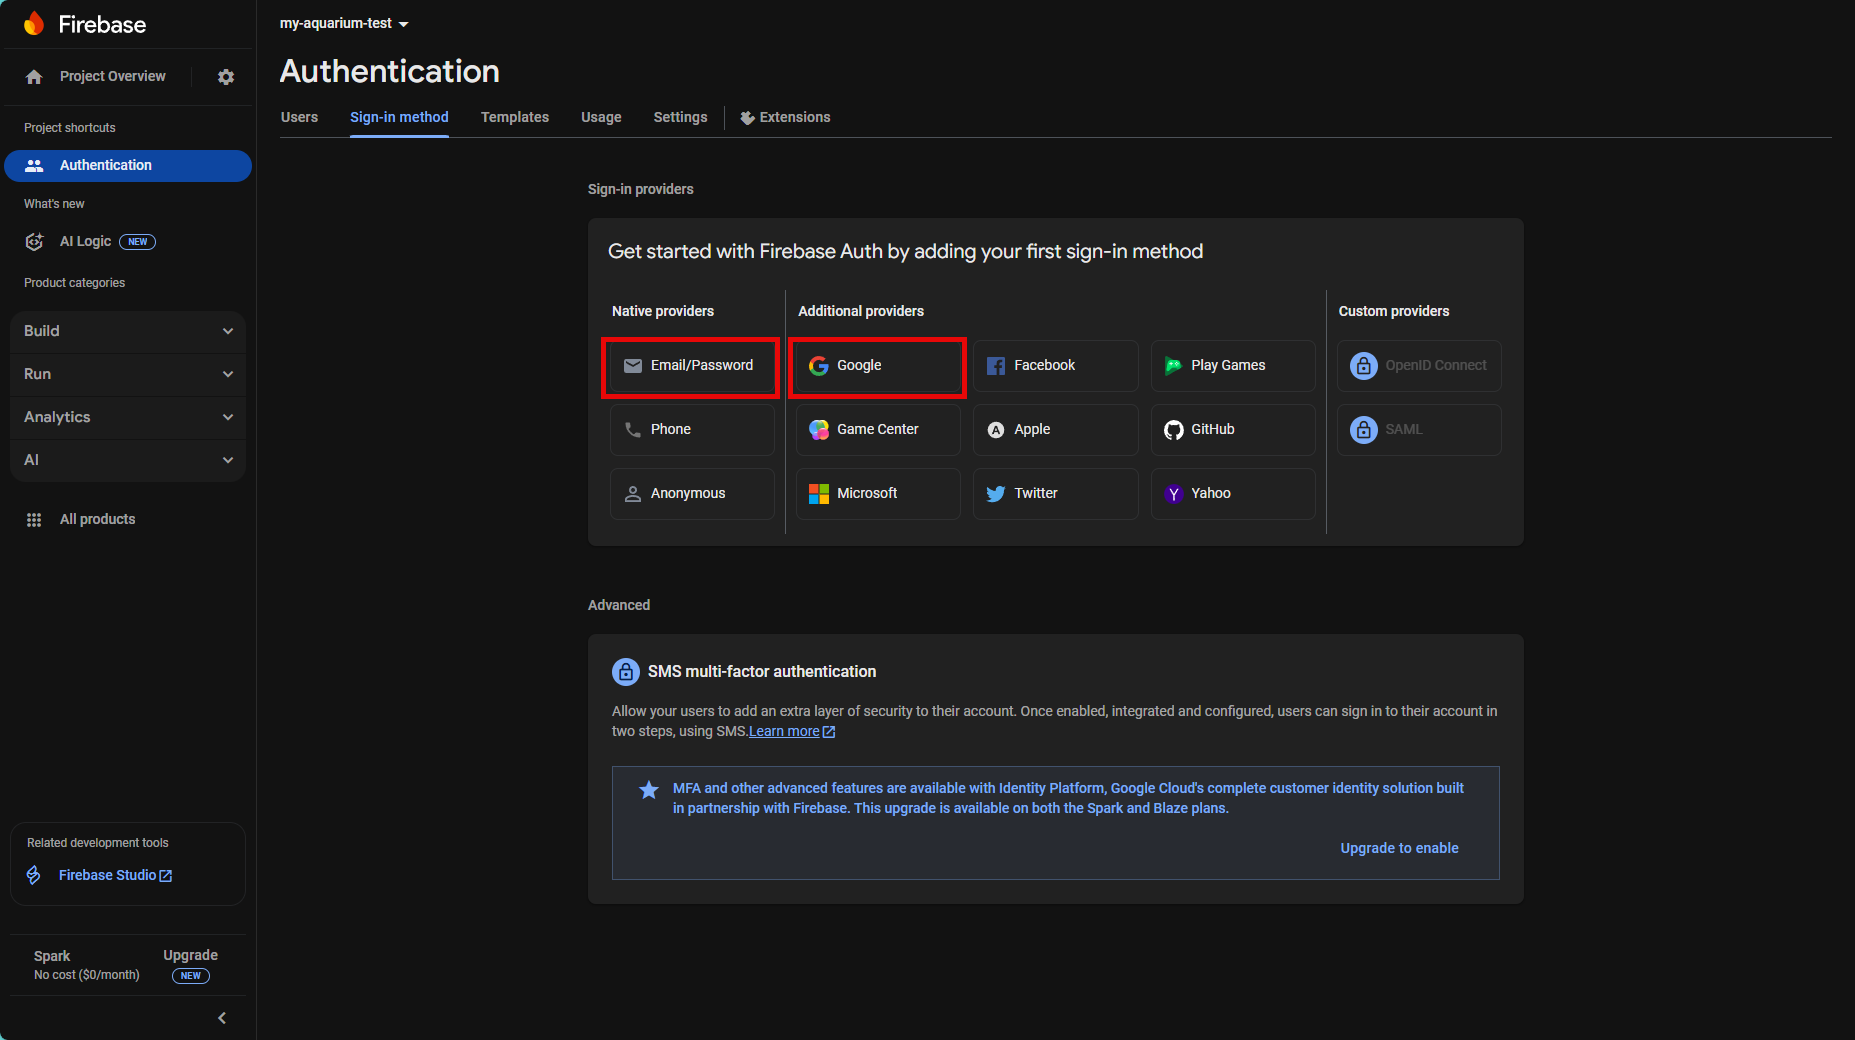 Firebase
Project Overview
Project shortcuts
Authentication
What's new
AI Logic NEW
Product categories
Build
Run
Analytics
AI
All products
Related development tools
Firebase Studio
Spark
No cost ($0/month)
Upgrade
NEW
my-aquarium-test
Authentication
Users Sign-in method Templates Usage Settings Extensions
Sign-in providers
Get started with Firebase Auth by adding your first sign-in method
Native providers
Email/Password
Phone
Anonymous
Additional providers
Google Facebook Play Games
Game Center Apple GitHub
Microsoft Twitter Yahoo
Custom providers
OpenID Connect
SAML
Advanced
SMS multi-factor authentication
Allow your users to add an extra layer of security to their account. Once enabled, integrated and configured, users can sign in to their account in
two steps, using SMS.Learn more
MFA and other advanced features are available with Identity Platform, Google Cloud's complete customer identity solution built
in partnership with Firebase. This upgrade is available on both the Spark and Blaze plans.
Upgrade to enable